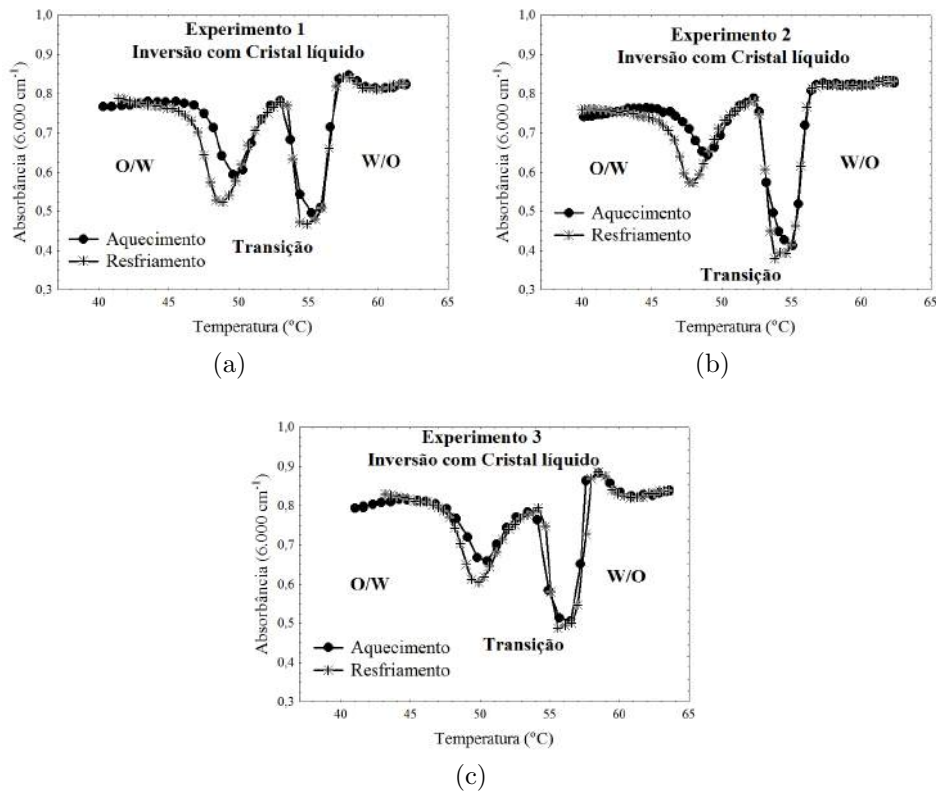 Experimento 1
Inversão com Cristal líquido
Absorbância (6.000 cm-1)
1,0
0,9
0,8
0,7
0,6
0,5
0,4
0,3
O/W
W/O
Transição
Aquecimento
Resfriamento
40 45 50 55 60 65
Temperatura (°C)
(a)
Experimento 2
Inversão com Cristal líquido
Absorbância (6.000 cm-1)
1,0
0,9
0,8
0,7
0,6
0,5
0,4
0,3
O/W
W/O
Aquecimento
Resfriamento
Transição
40 45 50 55 60 65
Temperatura (°C)
(b)
Experimento 3
Inversão com Cristal líquido
Absorbância (6.000 cm-1)
1,0
0,9
0,8
0,7
0,6
0,5
0,4
0,3
O/W
W/O
Transição
Aquecimento
Resfriamento
40 45 50 55 60 65
Temperatura (°C)
(c)